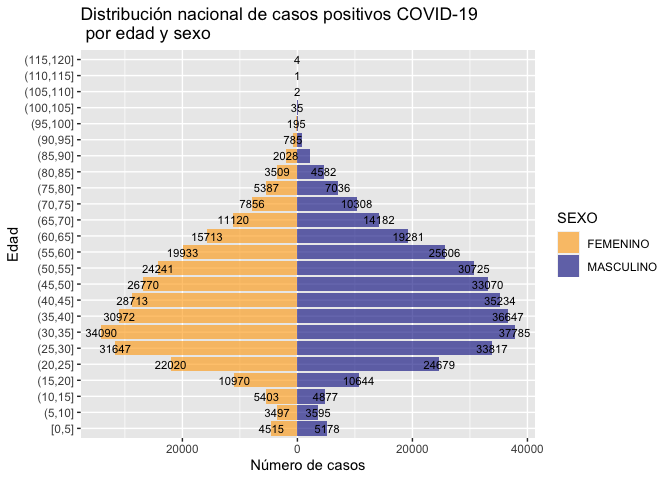 Distribución nacional de casos positivos COVID-19
por edad y sexo
(115,120] 4
(110,115] 1
(105,110] 2
(100,105] 35
(95,100] 195
(90,95] 785
(85,90] 2028
(80,85] 3509 4582
(75,80] 5387 7036
(70,75] 7856 10308
(65,70] 11120 14182
(60,65] 15713 19281
(55,60] 19933 25606
(50,55] 24241 30725
(45,50] 26770 33070
(40,45] 28713 35234
(35,40] 30972 36647
(30,35] 34090 37785
(25,30] 31647 33817
(20,25] 22020 24679
(15,20] 10970 10644
(10,15] 5403 4877
(5,10] 3497 3595
[0,5] 4515 5178
20000 0 20000 40000
Número de casos
Edad
SEXO
FEMENINO
MASCULINO